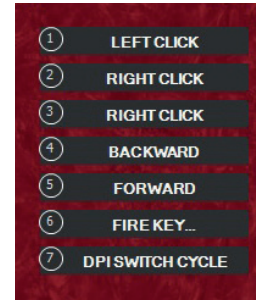 1 LEFT CLICK
2 RIGHT CLICK
3 RIGHT CLICK
4 BACKWARD
5 FORWARD
6 FIRE KEY...
7 DPI SWITCH CYCLE